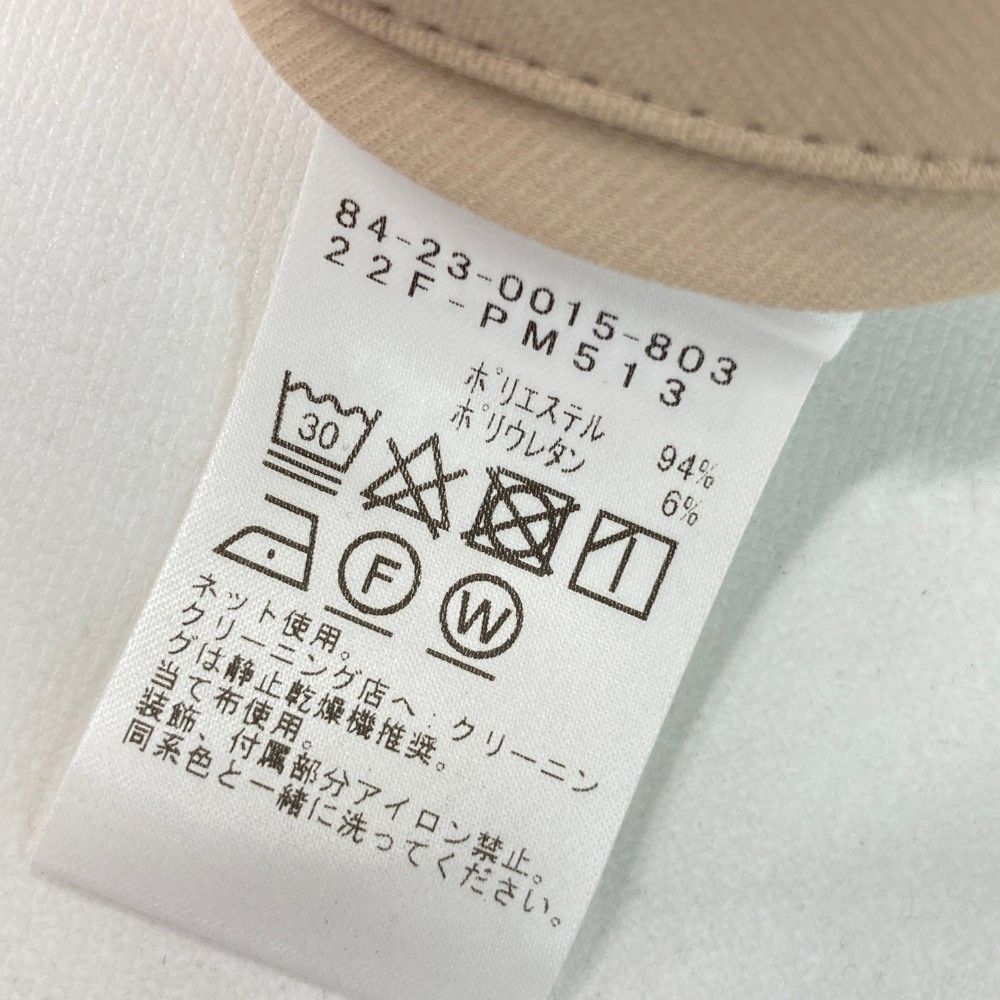 84-23-0015-803
22F-PM513
ポリエステル 94%
ポリウレタン 6%
30
F
W
ネット使用。
クリーニング店へ:クリーニン
グは静止乾燥機推奨。
当て布使用。
装飾、付属部分アイロン禁止。
同系色と一緒に洗ってください。